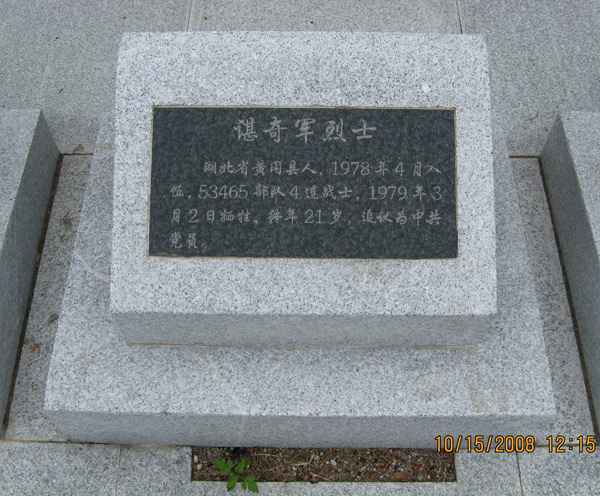 谌奇军烈士
湖北省黄冈县人，1978年4月入
伍，53465部队4连战士，1979年3
月2日牺牲，终年21岁，追认为中共
党员。
10/15/2008 12:15